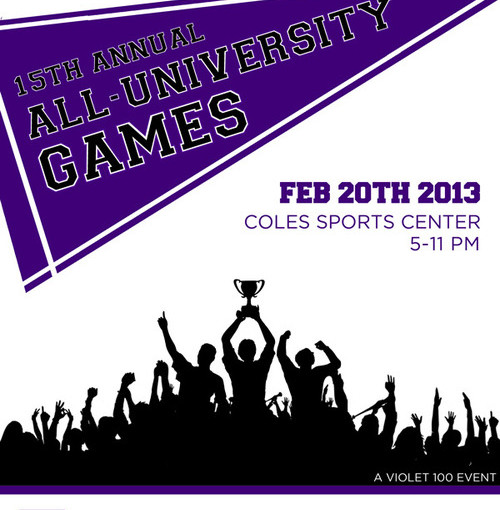 15TH ANNUAL
ALL-UNIVERSITY
GAMES
FEB 20TH 2013
COLES SPORTS CENTER
5-11 PM
A VIOLET 100 EVENT